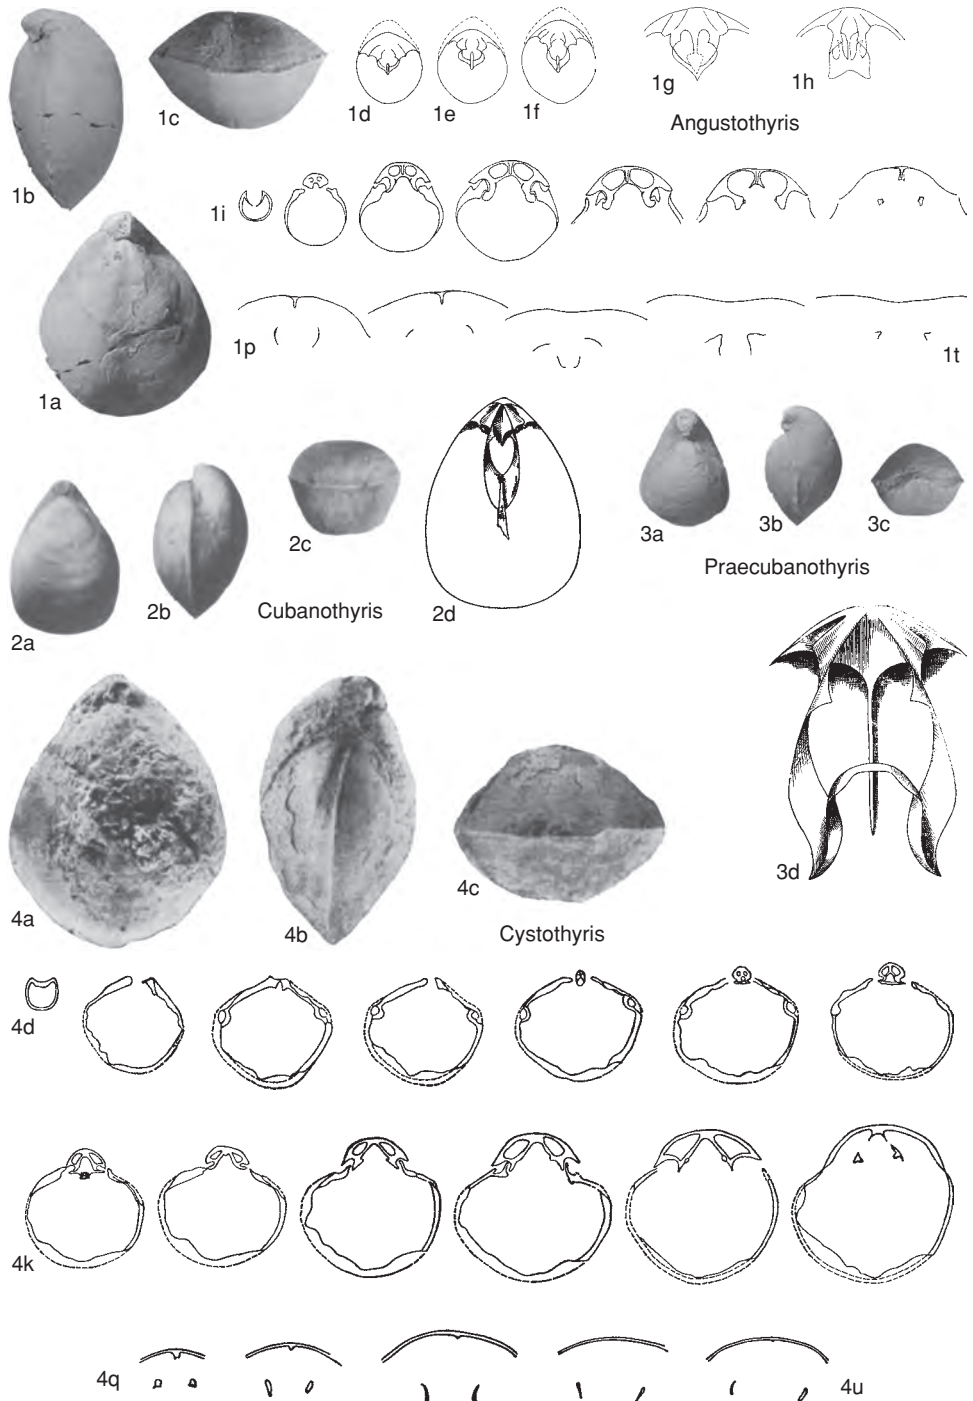 1b
1c
1d
1e
1f
1g
1h
Angustothyris
1i
1a
1p
1t
2a
2b
2c
Cubanothyris
2d
3a
3b
3c
Praecubanothyris
3d
4a
4b
4c
Cystothyris
4d
4k
4q
4u